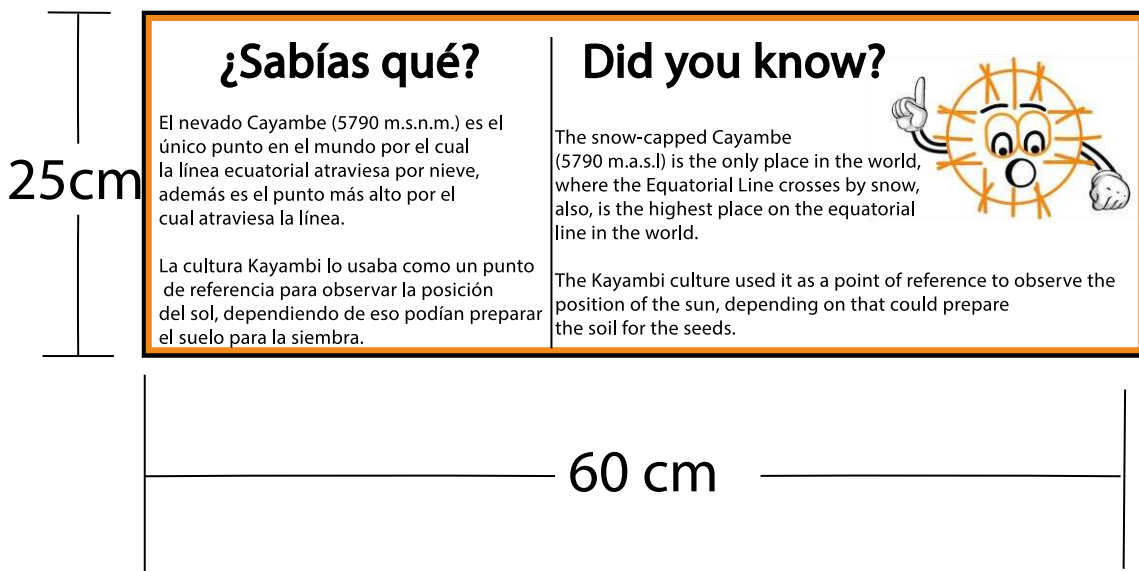 ¿Sabías qué?
El nevado Cayambe (5790 m.s.n.m.) es el
único punto en el mundo por el cual
la línea ecuatorial atraviesa por nieve,
además es el punto más alto por el
cual atraviesa la línea.
La cultura Kayambi lo usaba como un punto
de referencia para observar la posición
del sol, dependiendo de eso podían preparar
el suelo para la siembra.
Did you know?
The snow-capped Cayambe
(5790 m.a.s.l) is the only place in the world,
where the Equatorial Line crosses by snow,
also, is the highest place on the equatorial
line in the world.
The Kayambi culture used it as a point of reference to observe the
position of the sun, depending on that could prepare
the soil for the seeds.
25cm
60 cm